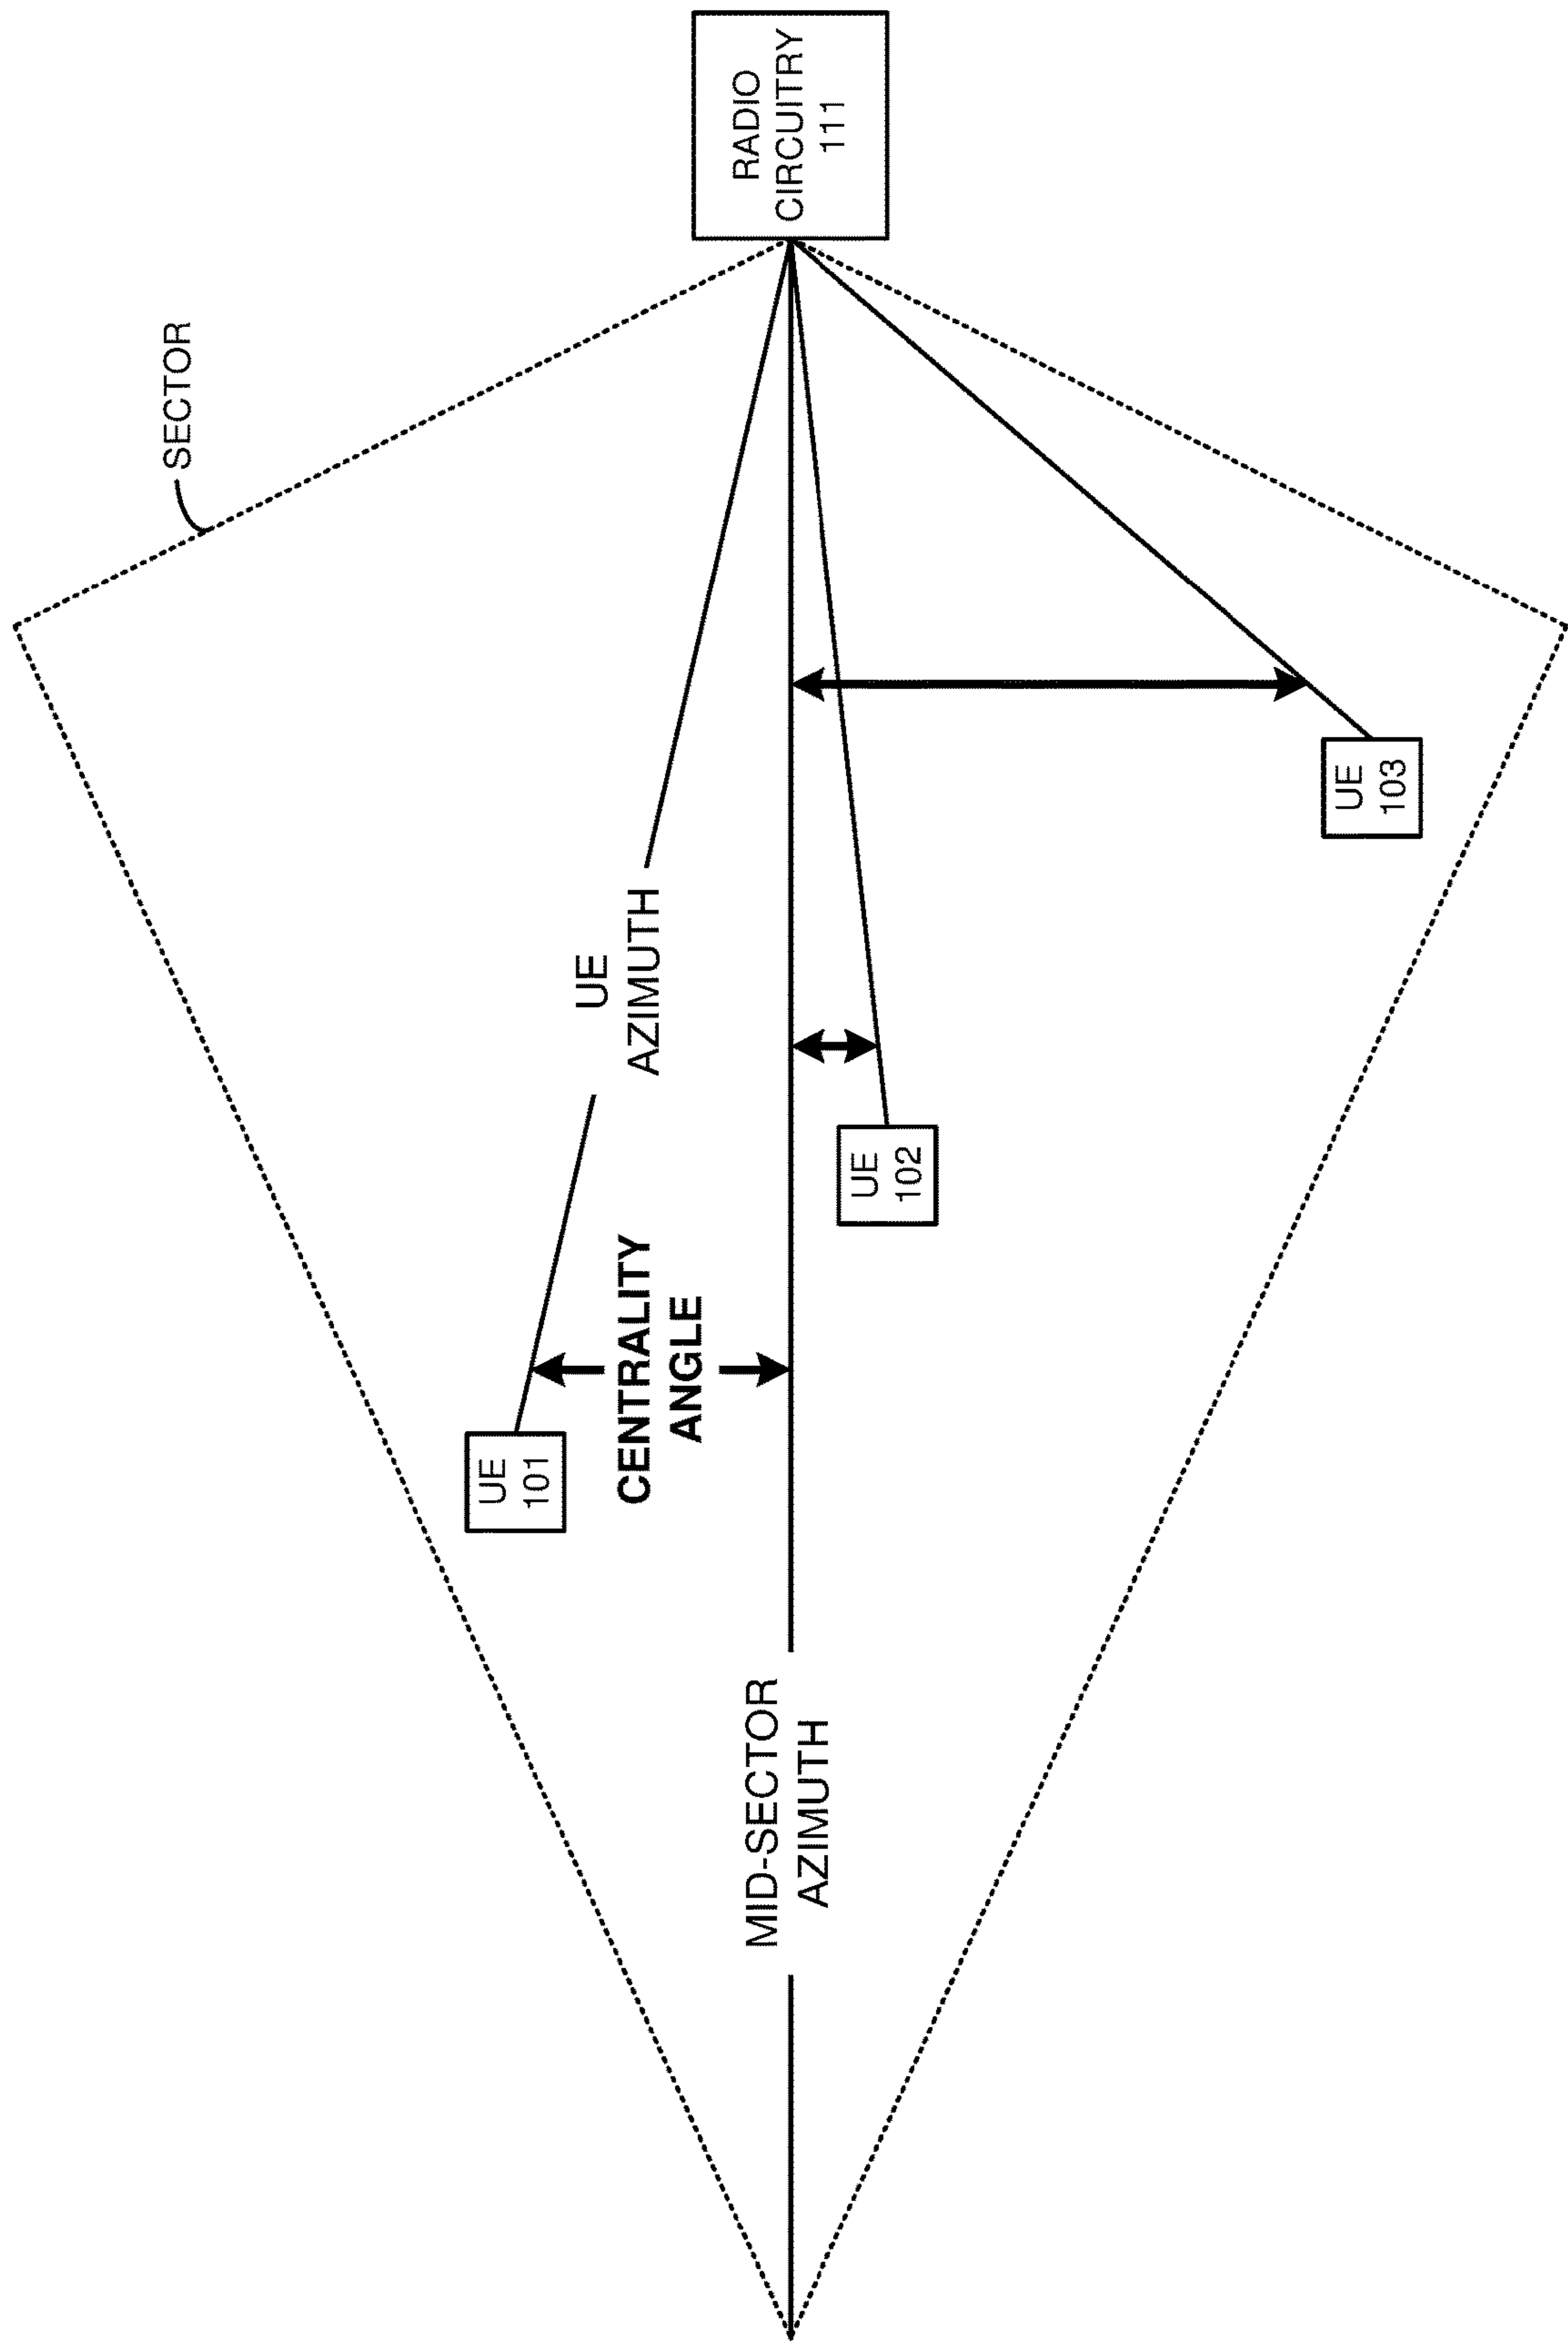 SECTOR
RADIO
CIRCUITRY
111
UE
AZIMUTH
CENTRALITY
ANGLE
UE
101
UE
102
UE
103
MID-SECTOR
AZIMUTH